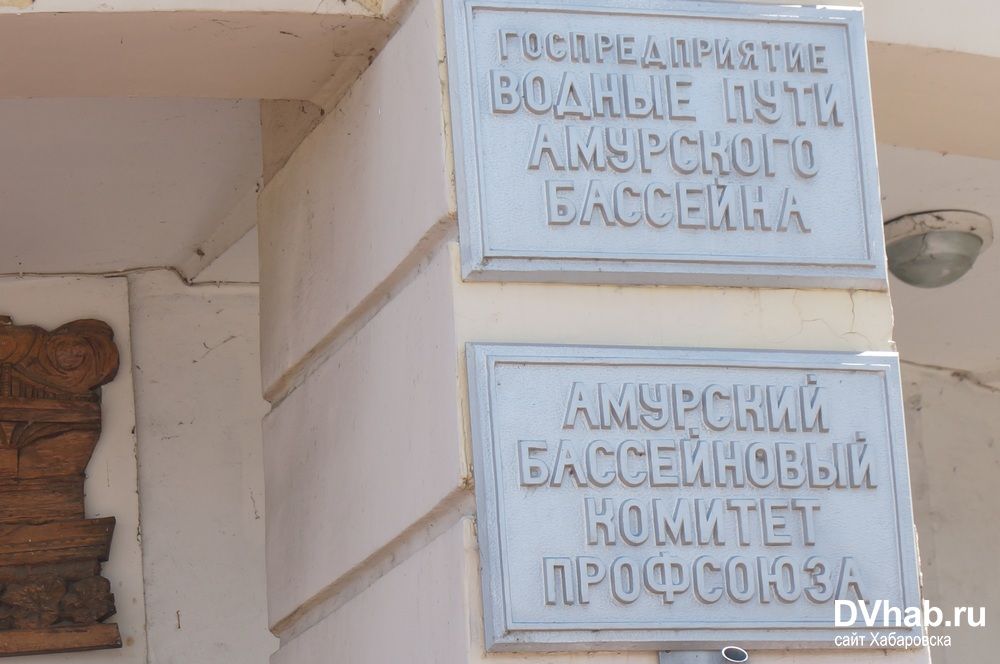 ГОСПРЕДПРИЯТИЕ
ВОДНЫЕ ПУТИ
АМУРСКОГО
БАССЕЙНА
АМУРСКИЙ
БАССЕЙНОВЫЙ
КОМИТЕТ
ПРОФСОЮЗА
DVhab.ru
сайт Хабаровска